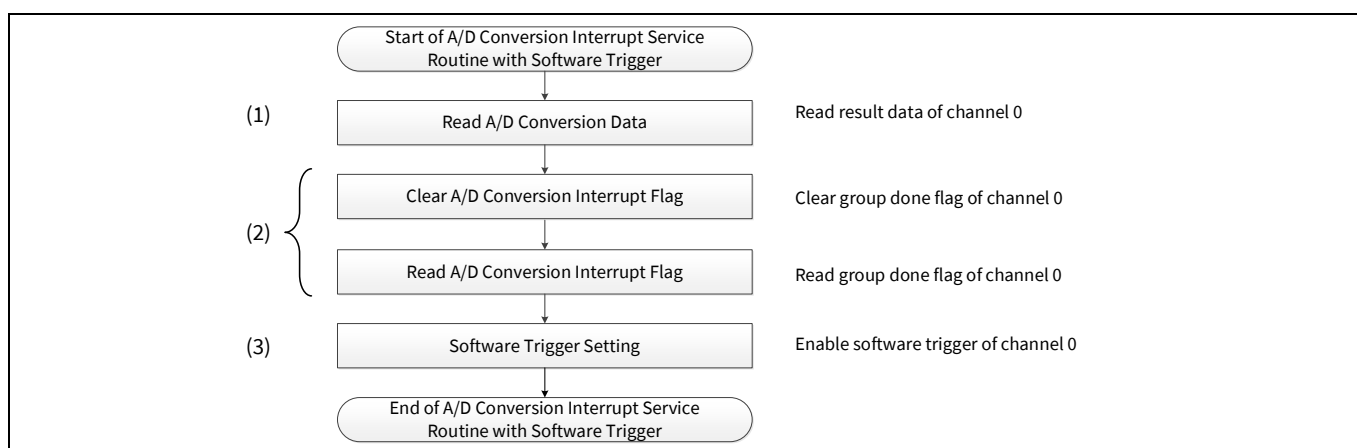 Start of A/D Conversion Interrupt Service
Routine with Software Trigger
(1)
Read A/D Conversion Data
Read result data of channel 0
(2)
Clear A/D Conversion Interrupt Flag
Clear group done flag of channel 0
Read A/D Conversion Interrupt Flag
Read group done flag of channel 0
(3)
Software Trigger Setting
Enable software trigger of channel 0
End of A/D Conversion Interrupt Service
Routine with Software Trigger